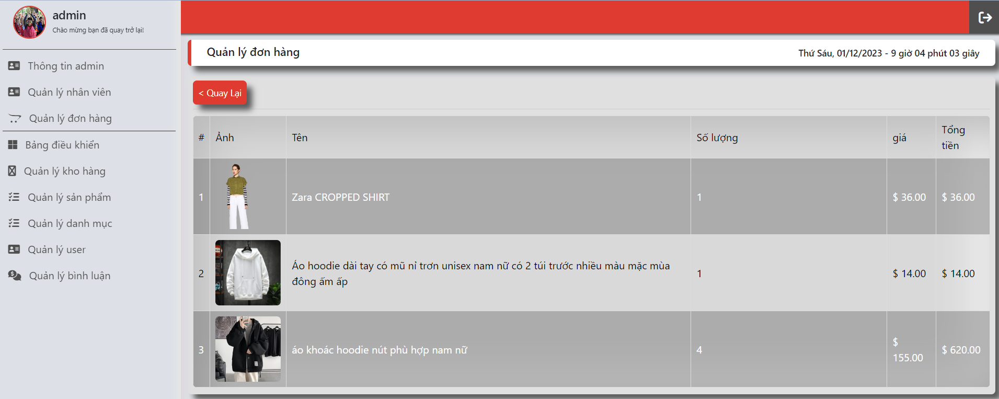 admin
Chào mừng bạn đã quay trở lại!
Thông tin admin
Quản lý nhân viên
Quản lý đơn hàng
Bảng điều khiển
Quản lý kho hàng
Quản lý sản phẩm
Quản lý danh mục
Quản lý user
Quản lý bình luận
Quản lý đơn hàng
Thứ Sáu, 01/12/2023 - 9 giờ 04 phút 03 giây
< Quay Lại
# Ảnh Tên Số lượng giá Tổng
tiền
1 Zara CROPPED SHIRT 1 $ 36.00 $ 36.00
2 Áo hoodie dài tay có mũ nỉ trơn unisex nam nữ có 2 túi trước nhiều màu mặc mùa
đông ấm áp
1 $ 14.00 $ 14.00
3 áo khoác hoodie nút phù hợp nam nữ 4 $
155.00
$ 620.00